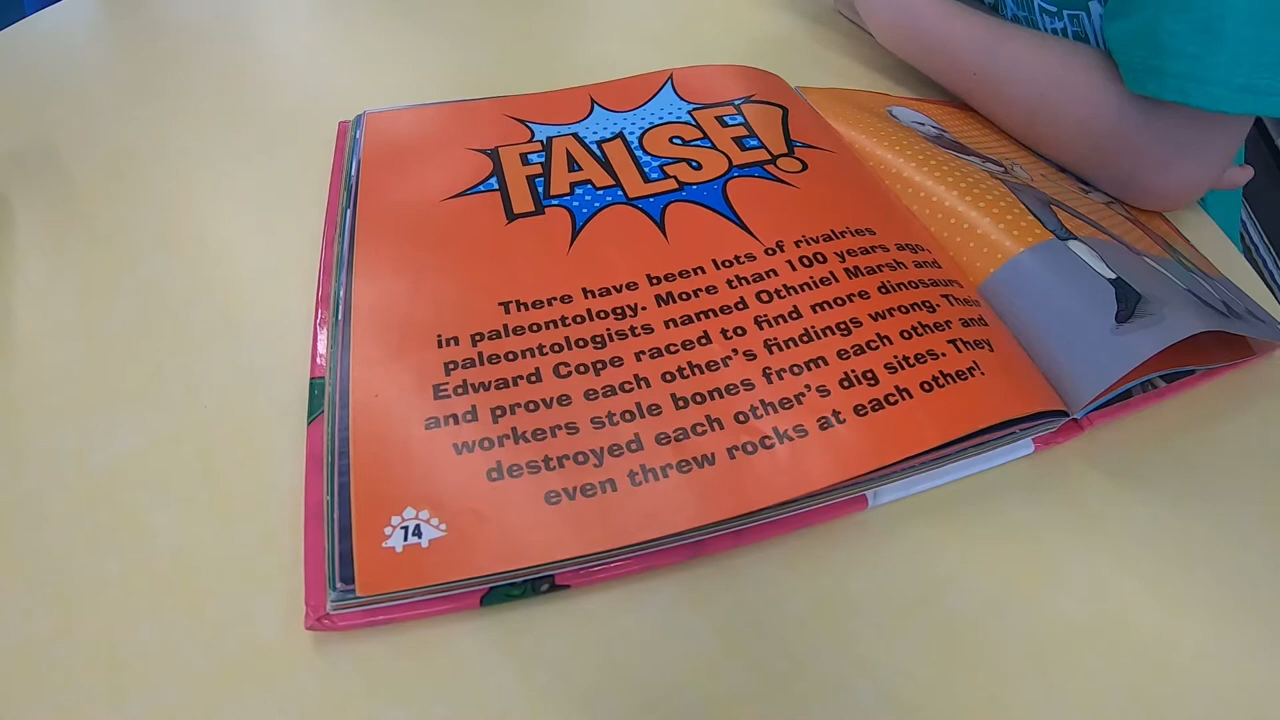 FALSE!
There have been lots of rivalries
in paleontology. More than 100 years ago,
paleontologists named Othniel Marsh and
Edward Cope raced to find more dinosaurs
and prove each other's findings wrong. Their
workers stole bones from each other and
destroyed each other's dig sites. They
even threw rocks at each other!
74